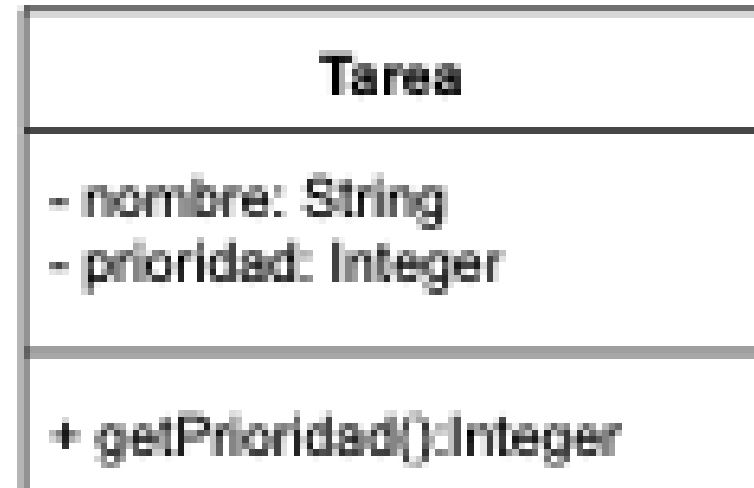 Tarea
- nombre: String
- prioridad: Integer
+ getPrioridad():Integer